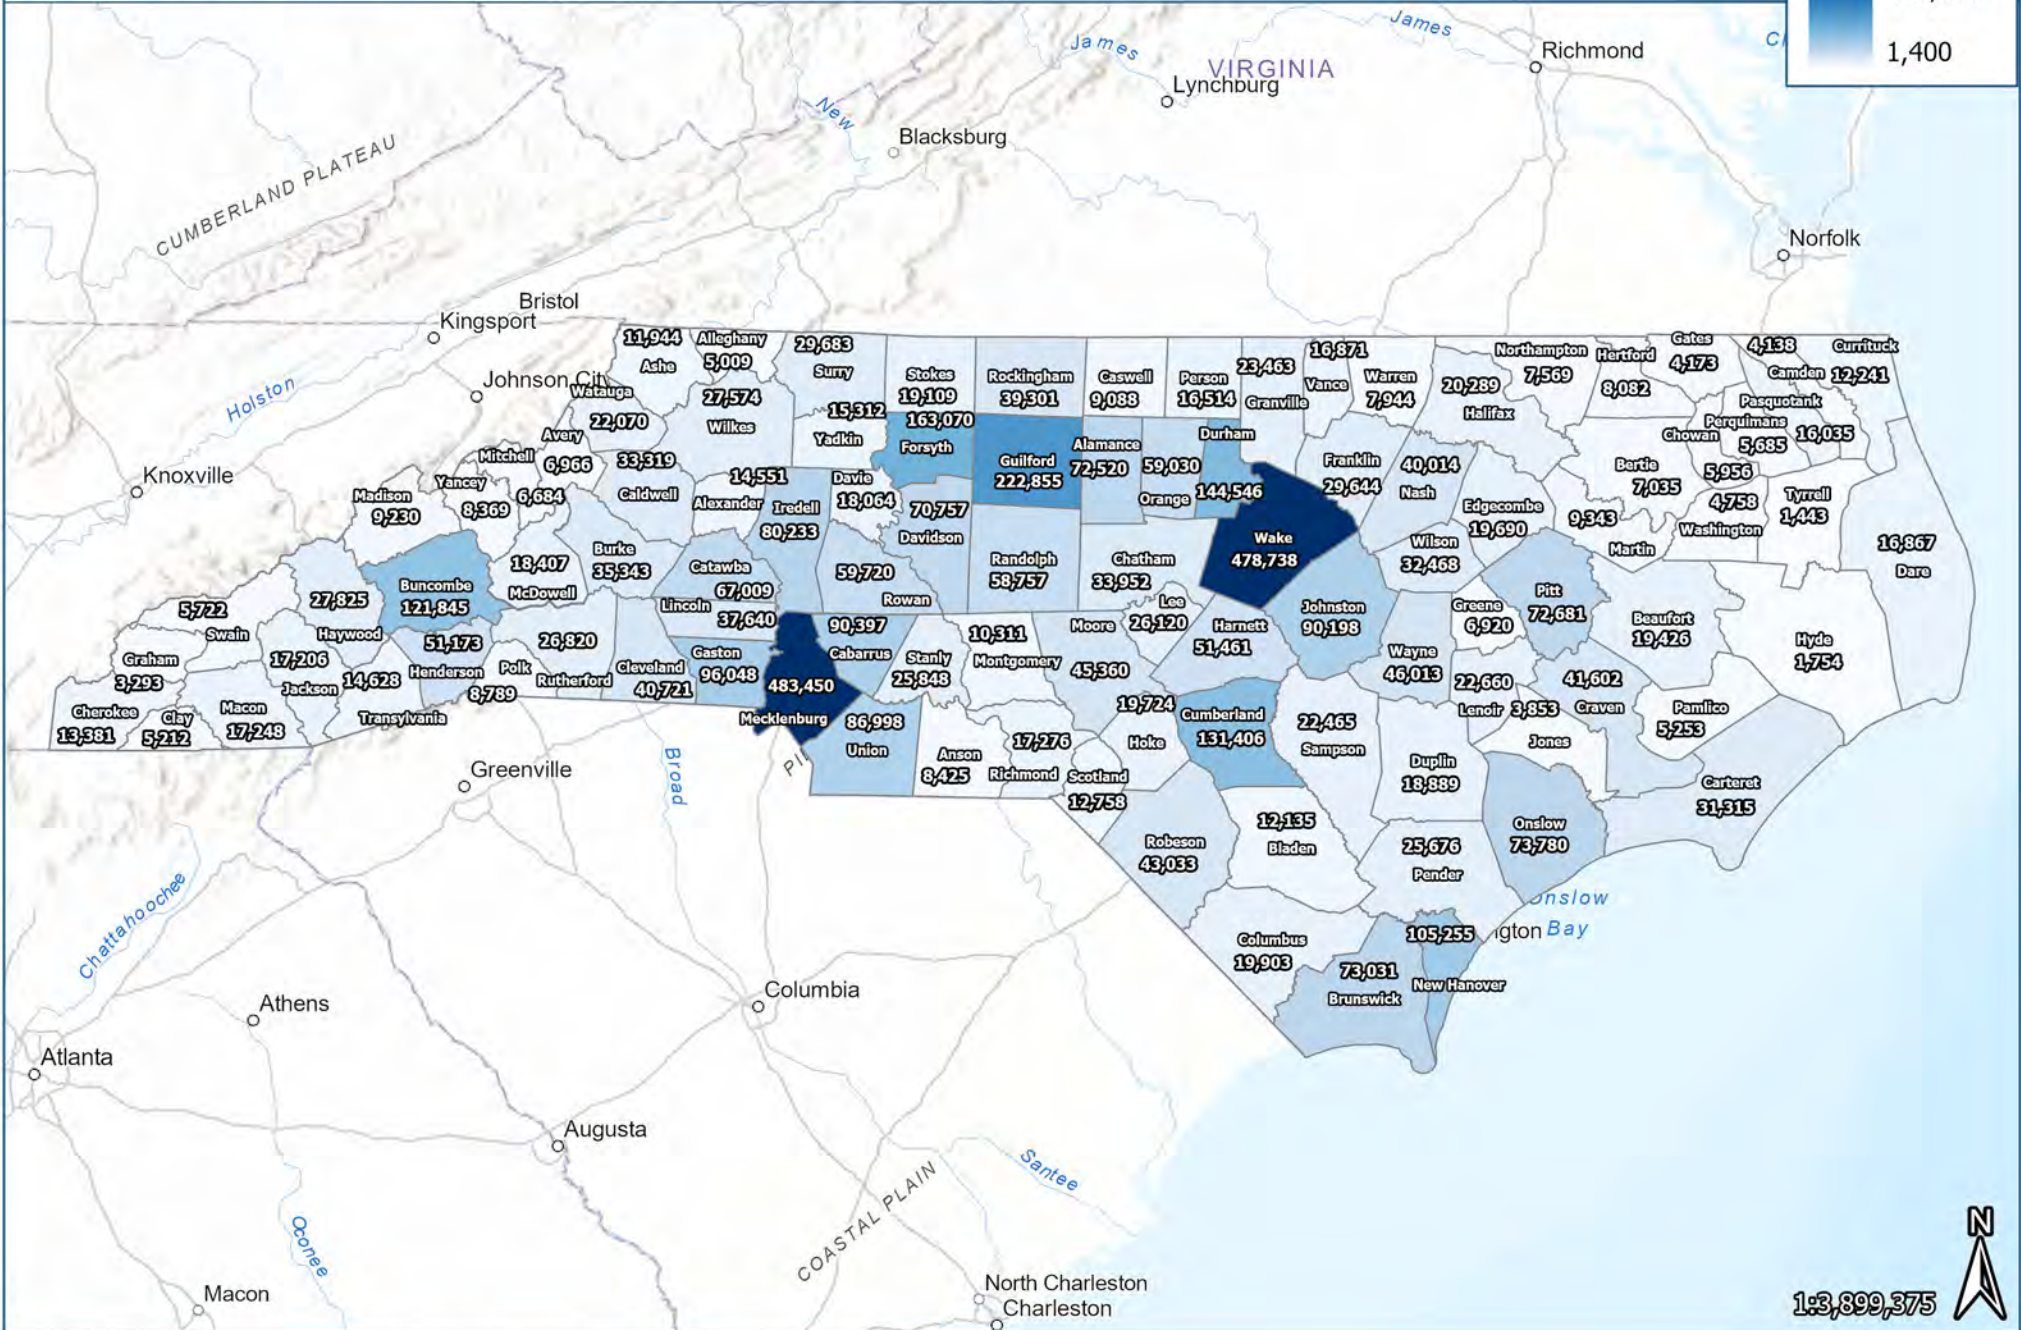 1,400
James
James
VIRGINIA
Richmond
Lynchburg
New
Blacksburg
CUMBERLAND PLATEAU
Norfolk
Bristol
Kingsport
Johnson City
Holston
Knoxville
11,944
Ashe
Alleghany
5,009
29,683
Surry
Stokes
19,109
Rockingham
39,301
Caswell
9,088
Person
16,514
23,463
Granville
16,871
Vance
Warren
7,944
20,289
Halifax
Northampton
7,569
Hertford
8,082
Gates
4,173
4,138
Camden
Currituck
12,241
Watauga
22,070
27,574
Wilkes
15,312
Yadkin
163,070
Forsyth
Guilford
222,855
Alamance
72,520
59,030
Orange
Durham
144,546
Franklin
29,644
40,014
Nash
Edgecombe
19,690
Bertie
7,035
Chowan
5,956
Perquimans
5,685
Pasquotank
16,035
Avery
6,966
Mitchell
6,684
Yancey
8,369
Madison
9,230
33,319
Caldwell
14,551
Alexander
Iredell
80,233
Davie
18,064
70,757
Davidson
Randolph
58,757
Chatham
33,952
Wake
478,738
Wilson
32,468
9,343
Martin
4,758
Washington
Tyrrell
1,443
16,867
Dare
Buncombe
121,845
18,407
McDowell
Burke
35,343
Catawba
67,009
59,720
Rowan
Lincoln
37,640
Johnston
90,198
Greene
6,920
Pitt
72,681
Beaufort
19,426
Hyde
1,754
5,722
Swain
27,825
Haywood
51,173
Henderson
26,820
Rutherford
Polk
8,789
Cleveland
40,721
Gaston
96,048
483,450
Mecklenburg
90,397
Cabarrus
Stanly
25,848
10,311
Montgomery
Moore
45,360
Lee
26,120
Harnett
51,461
Wayne
46,013
22,660
Lenoir
3,853
Jones
41,602
Craven
Pamlico
5,253
Graham
3,293
17,206
Jackson
14,628
Transylvania
Cherokee
13,381
Clay
5,212
Macon
17,248
86,998
Union
Anson
8,425
17,276
Richmond
Scotland
12,758
19,724
Hoke
Cumberland
131,406
22,465
Sampson
Duplin
18,889
Onslow
73,780
Carteret
31,315
Robeson
43,033
12,135
Bladen
25,676
Pender
Columbus
19,903
73,031
Brunswick
105,255
New Hanover
nslow
Bay
ngton
Greenville
Broad
Chattahoochee
Athens
Columbia
Atlanta
Augusta
Oconee
Macon
COASTAL PLAIN
Santee
North Charleston
Charleston
N
1:3,899,375